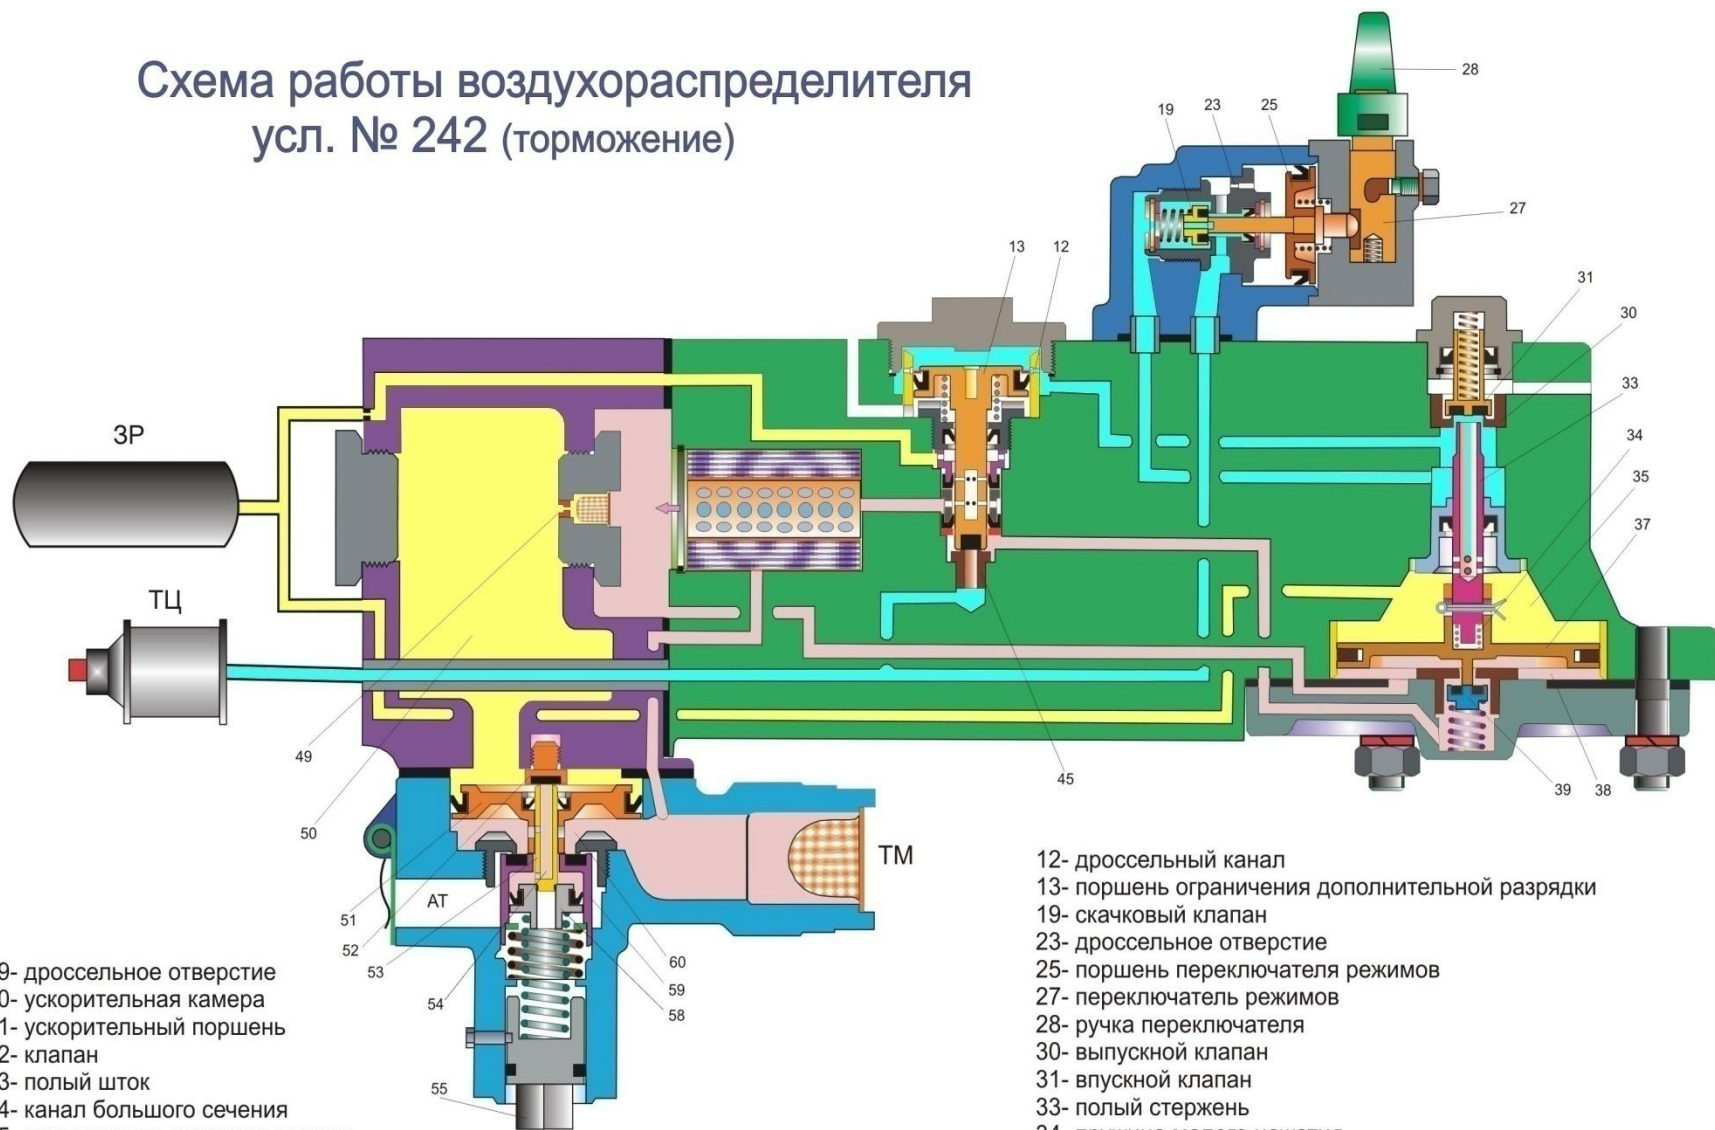 Схема работы воздухораспределителя
усл. № 242 (торможение)
28
19 23 25
27
13 12
31
30
33
34
35
37
ЗР
ТЦ
49
50
45
39 38
ТМ
АТ
51
52
53
54
60
59
58
55
9- дроссельное отверстие
0- ускорительная камера
1- ускорительный поршень
2- клапан
3- полый шток
4- канал большого сечения
12- дроссельный канал
13- поршень ограничения дополнительной разрядки
19- скачковый клапан
23- дроссельное отверстие
25- поршень переключателя режимов
27- переключатель режимов
28- ручка переключателя
30- выпускной клапан
31- впускной клапан
33- полый стержень